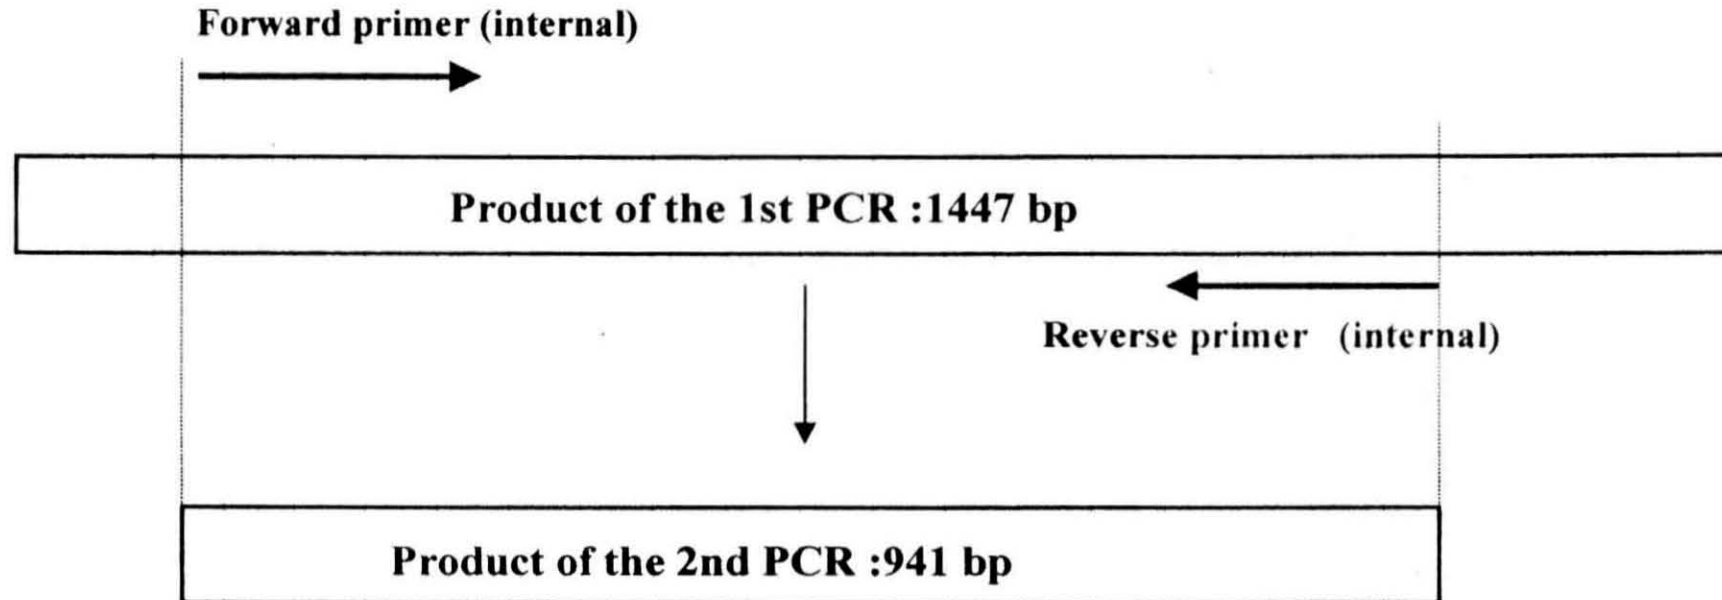 Forward primer (internal)
Product of the 1st PCR :1447 bp
Reverse primer (internal)
Product of the 2nd PCR :941 bp